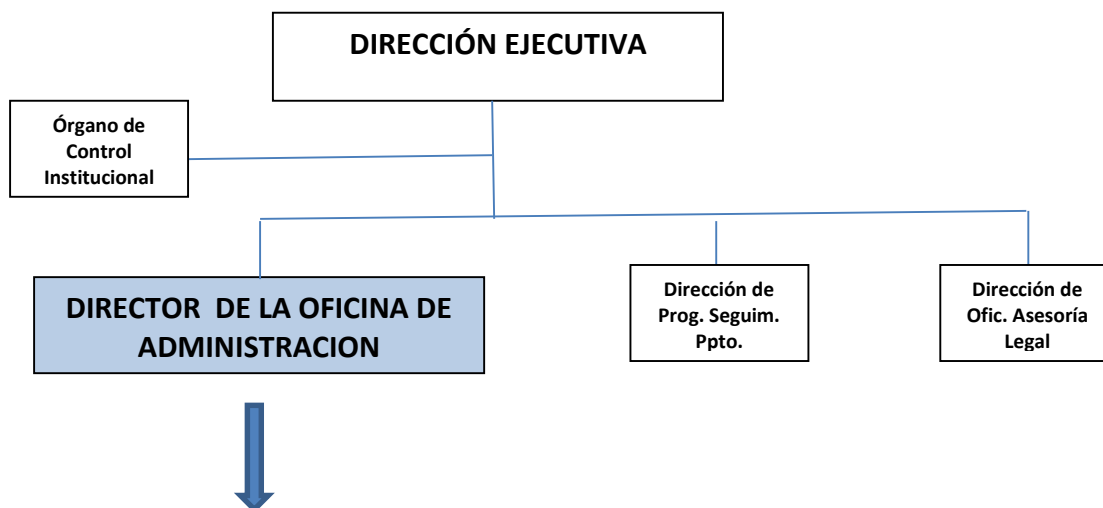 DIRECCIÓN EJECUTIVA
Órgano de
Control
Institucional
DIRECTOR DE LA OFICINA DE
ADMINISTRACION
Dirección de
Prog. Seguim.
Ppto.
Dirección de
Ofic. Asesoría
Legal